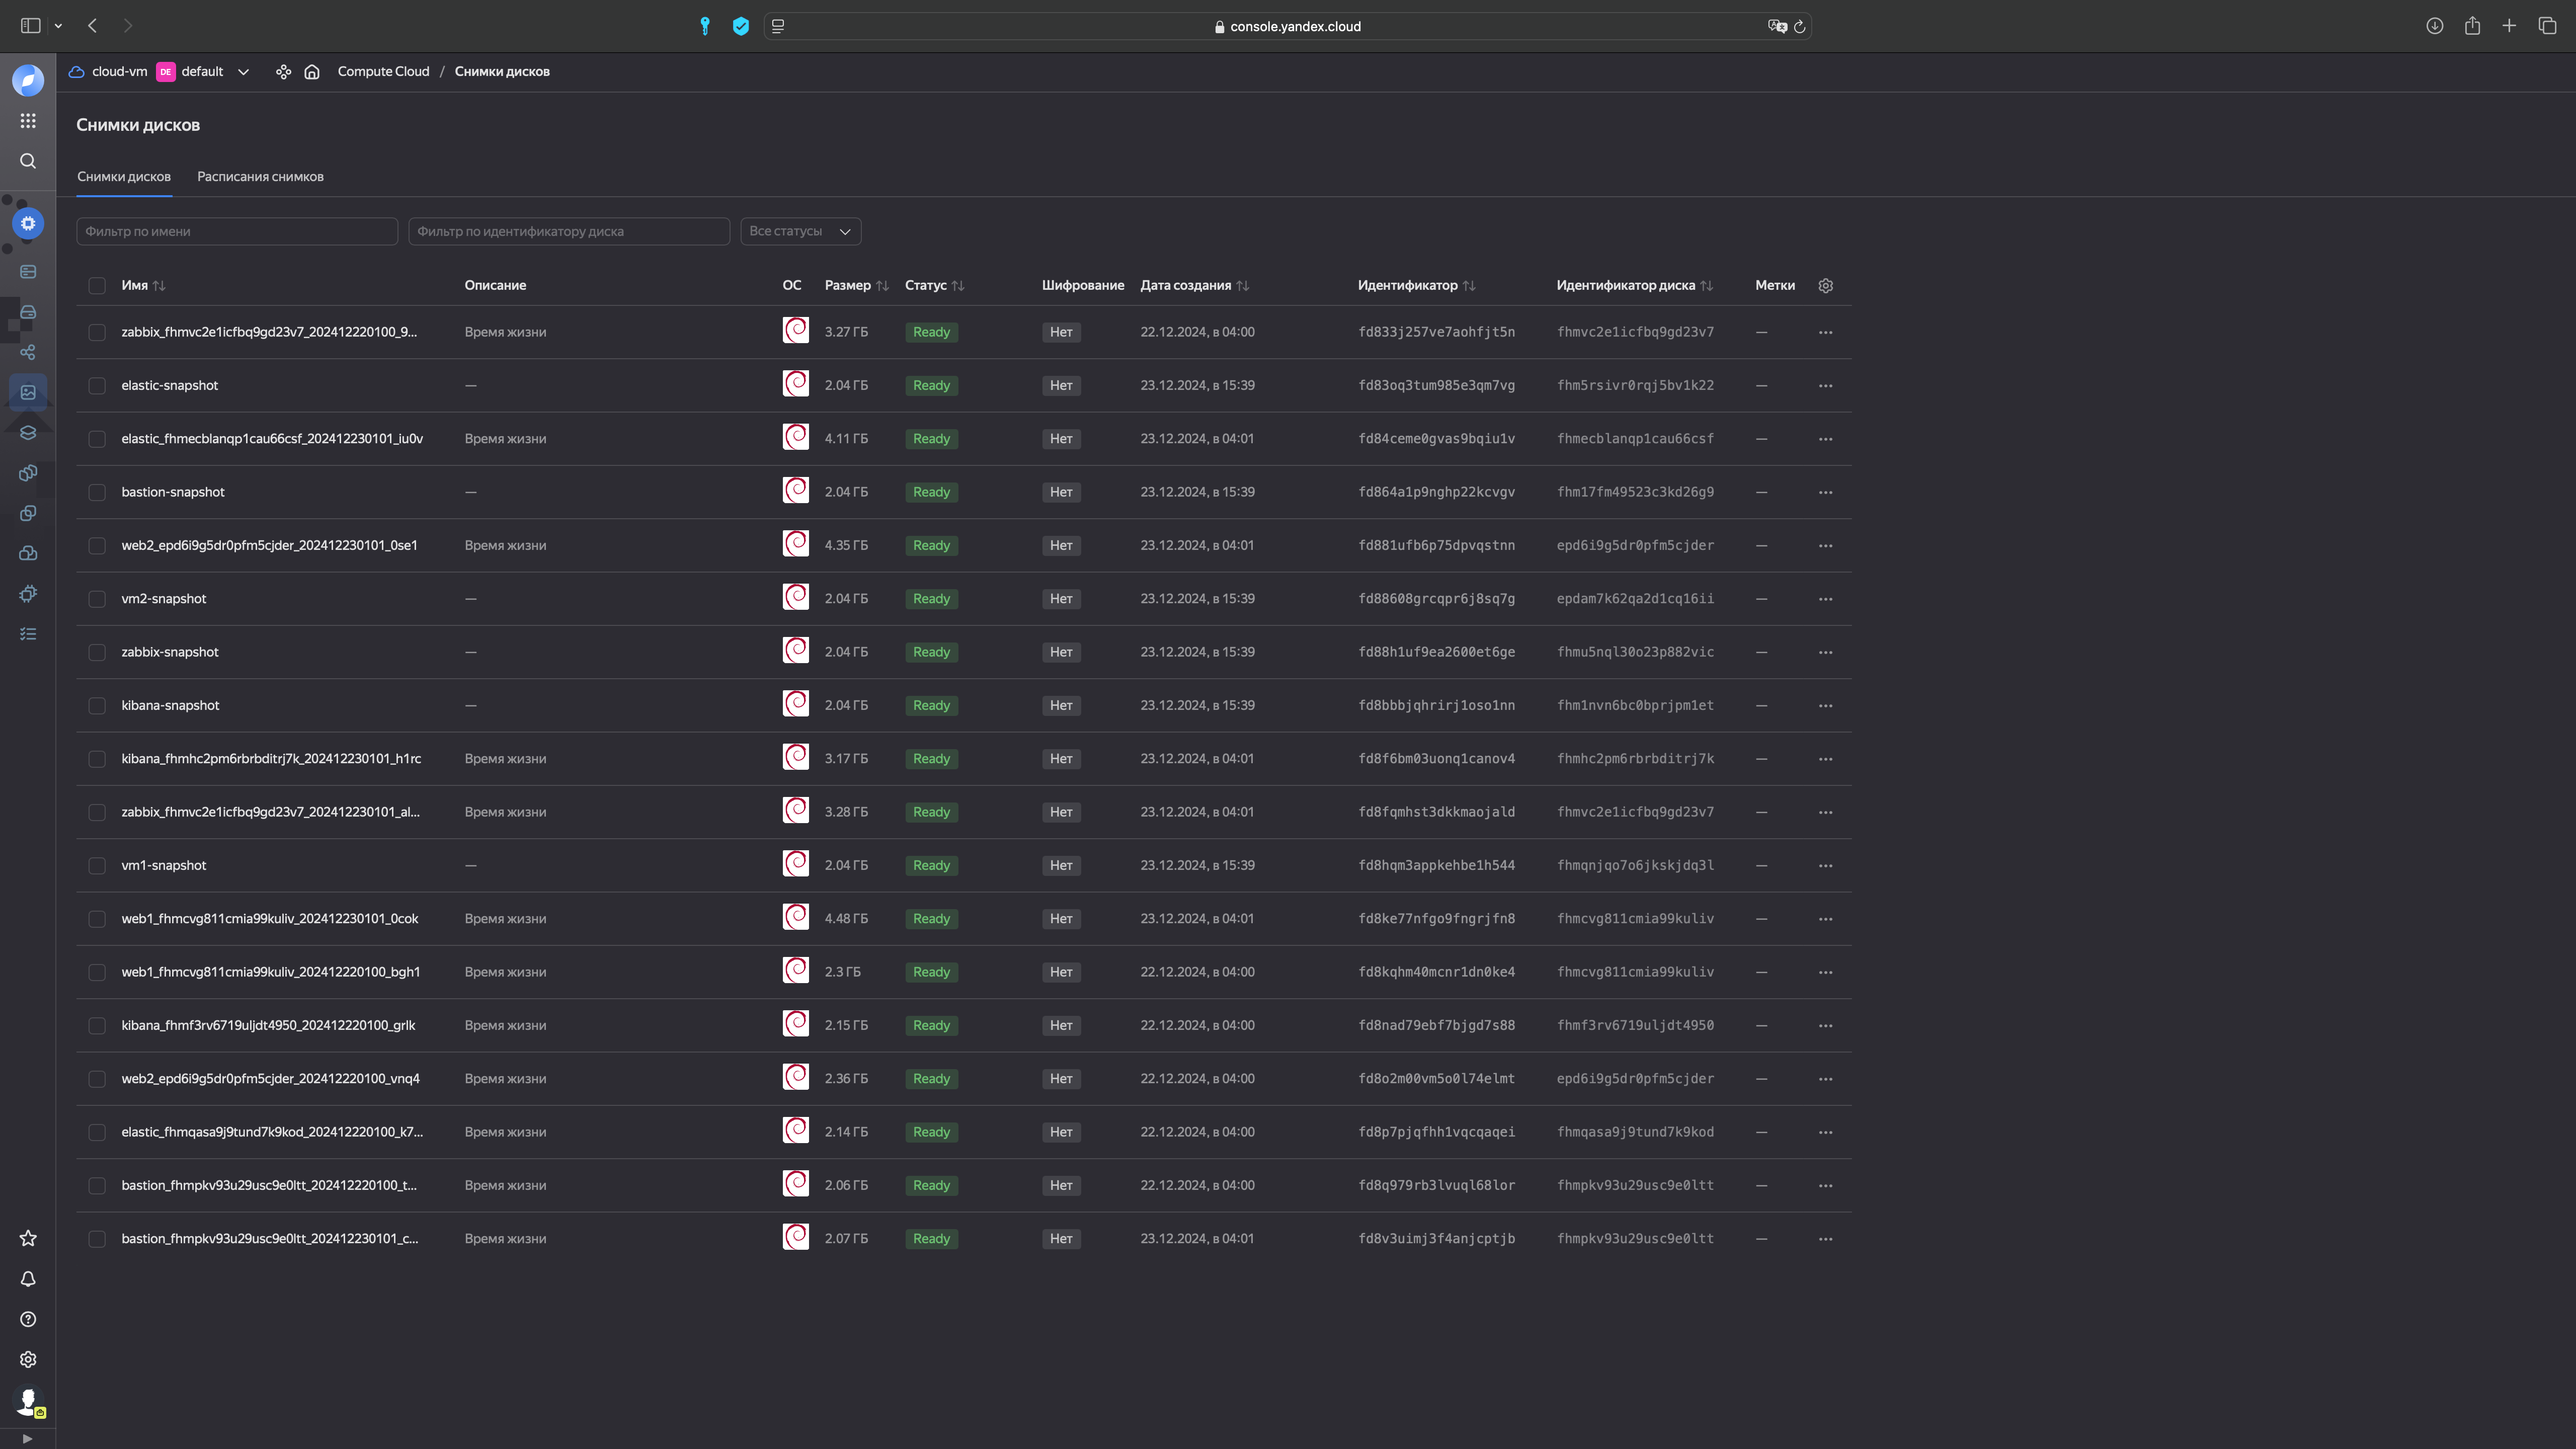 console.yandex.cloud
cloud-vm DE default Compute Cloud / Снимки дисков
Снимки дисков
Снимки дисков Расписания снимков
Фильтр по имени Фильтр по идентификатору диска Все статусы
Имя Описание ОС Размер Статус Шифрование Дата создания Идентификатор Идентификатор диска Метки
zabbix_fhmvc2e1icfbq9gd23v7_202412220100_9... Время жизни 3.27 ГБ Ready Нет 22.12.2024, в 04:00 fd833j257ve7aohfjt5n fhmvc2e1icfbq9gd23v7 —
elastic-snapshot — 2.04 ГБ Ready Нет 23.12.2024, в 15:39 fd83oq3tum985e3qm7vg fhm5rsivr0rqj5bv1k22 —
elastic_fhmecblanqp1cau66csf_202412230101_iu0v Время жизни 4.11 ГБ Ready Нет 23.12.2024, в 04:01 fd84ceme0gvas9bqiu1v fhmecblanqp1cau66csf —
bastion-snapshot — 2.04 ГБ Ready Нет 23.12.2024, в 15:39 fd864a1p9nghp22kcvgv fhm17fm49523c3kd26g9 —
web2_epd6i9g5dr0pfm5cjder_202412230101_0se1 Время жизни 4.35 ГБ Ready Нет 23.12.2024, в 04:01 fd881ufb6p75dpvqstnn epd6i9g5dr0pfm5cjder —
vm2-snapshot — 2.04 ГБ Ready Нет 23.12.2024, в 15:39 fd88608grcqpr6j8sq7g epdam7k62qa2d1cq16ii —
zabbix-snapshot — 2.04 ГБ Ready Нет 23.12.2024, в 15:39 fd88h1uf9ea2600et6ge fhmu5nql30o23p882vic —
kibana-snapshot — 2.04 ГБ Ready Нет 23.12.2024, в 15:39 fd8bbbjqhrirj1oso1nn fhm1nvn6bc0bprjpm1et —
kibana_fhmhc2pm6rbrbditrj7k_202412230101_h1rc Время жизни 3.17 ГБ Ready Нет 23.12.2024, в 04:01 fd8f6bm03uonq1canov4 fhmhc2pm6rbrbditrj7k —
zabbix_fhmvc2e1icfbq9gd23v7_202412230101_al... Время жизни 3.28 ГБ Ready Нет 23.12.2024, в 04:01 fd8fqmhst3dkkmaojald fhmvc2e1icfbq9gd23v7 —
vm1-snapshot — 2.04 ГБ Ready Нет 23.12.2024, в 15:39 fd8hqm3appkehbe1h544 fhmqnjqo7o6jkskjdq3l —
web1_fhmcvg811cmia99kuliv_202412230101_0cok Время жизни 4.48 ГБ Ready Нет 23.12.2024, в 04:01 fd8ke77nfgo9fngrjfn8 fhmcvg811cmia99kuliv —
web1_fhmcvg811cmia99kuliv_202412220100_bgh1 Время жизни 2.3 ГБ Ready Нет 22.12.2024, в 04:00 fd8kqhm40mcnr1dn0ke4 fhmcvg811cmia99kuliv —
kibana_fhmf3rv6719uljdt4950_202412220100_grlk Время жизни 2.15 ГБ Ready Нет 22.12.2024, в 04:00 fd8nad79ebf7bjgd7s88 fhmf3rv6719uljdt4950 —
web2_epd6i9g5dr0pfm5cjder_202412220100_vnq4 Время жизни 2.36 ГБ Ready Нет 22.12.2024, в 04:00 fd8o2m00vm5o0l74elmt epd6i9g5dr0pfm5cjder —
elastic_fhmqasa9j9tund7k9kod_202412220100_k7... Время жизни 2.14 ГБ Ready Нет 22.12.2024, в 04:00 fd8p7pjqfhh1vqcqaqei fhmqasa9j9tund7k9kod —
bastion_fhmpkv93u29usc9e0ltt_202412220100_t... Время жизни 2.06 ГБ Ready Нет 22.12.2024, в 04:00 fd8q979rb3lvuql68lor fhmpkv93u29usc9e0ltt —
bastion_fhmpkv93u29usc9e0ltt_202412230101_c... Время жизни 2.07 ГБ Ready Нет 23.12.2024, в 04:01 fd8v3uimj3f4anjcptjb fhmpkv93u29usc9e0ltt —